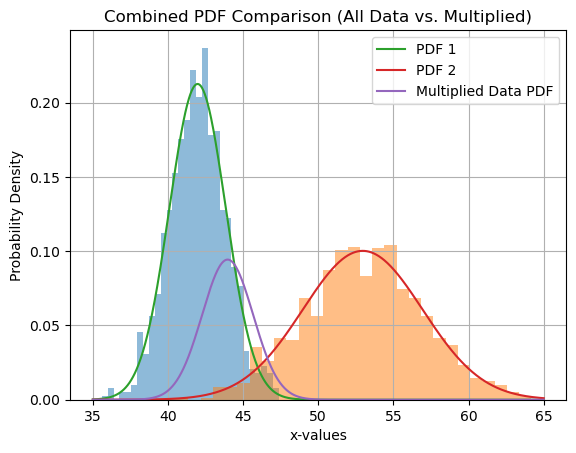 Combined PDF Comparison (All Data vs. Multiplied)
PDF 1
PDF 2
Multiplied Data PDF
Probability Density
0.20
0.15
0.10
0.05
0.00
35 40 45 50 55 60 65
x-values